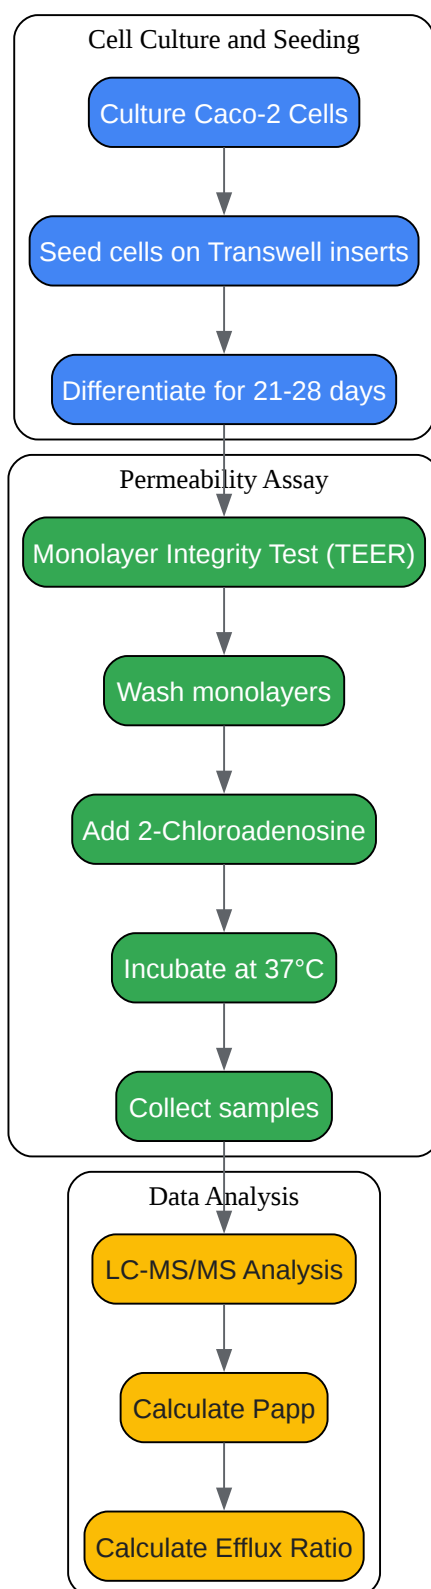 Cell Culture and Seeding
Culture Caco-2 Cells
Seed cells on Transwell inserts
Differentiate for 21-28 days
Permeability Assay
Monolayer Integrity Test (TEER)
Wash monolayers
Add 2-Chloroadenosine
Incubate at 37°C
Collect samples
Data Analysis
LC-MS/MS Analysis
Calculate Papp
Calculate Efflux Ratio